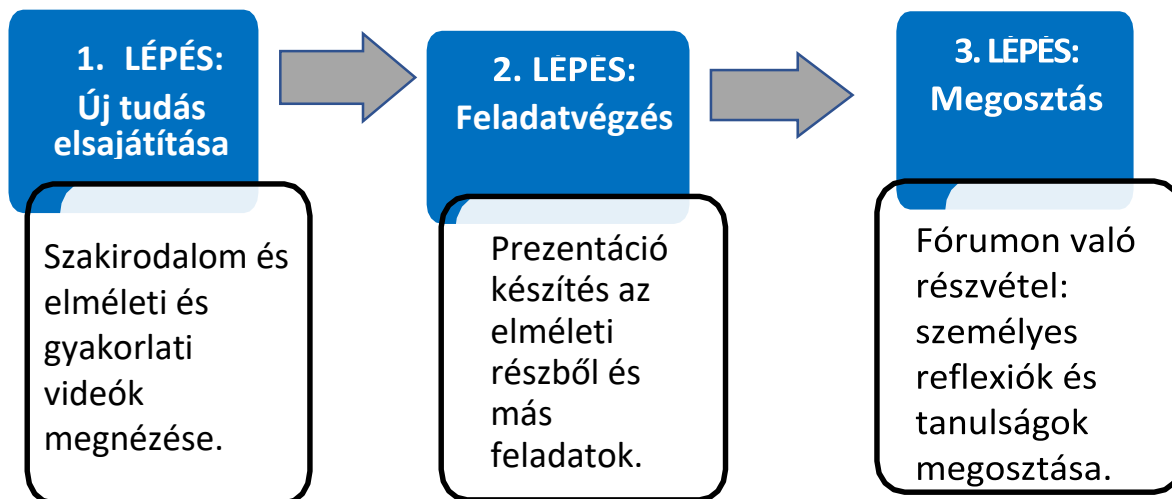 1. LÉPÉS:
Új tudás
elsajátítása
Szakirodalom és
elméleti és
gyakorlati
videók
megnézése.
2. LÉPÉS:
Feladatvégzés
Prezentáció
készítés az
elméleti
részből és
más
feladatok.
3. LÉPÉS:
Megosztás
Fórumon való
részvétel:
személyes
reflexiók és
tanulságok
megosztása.